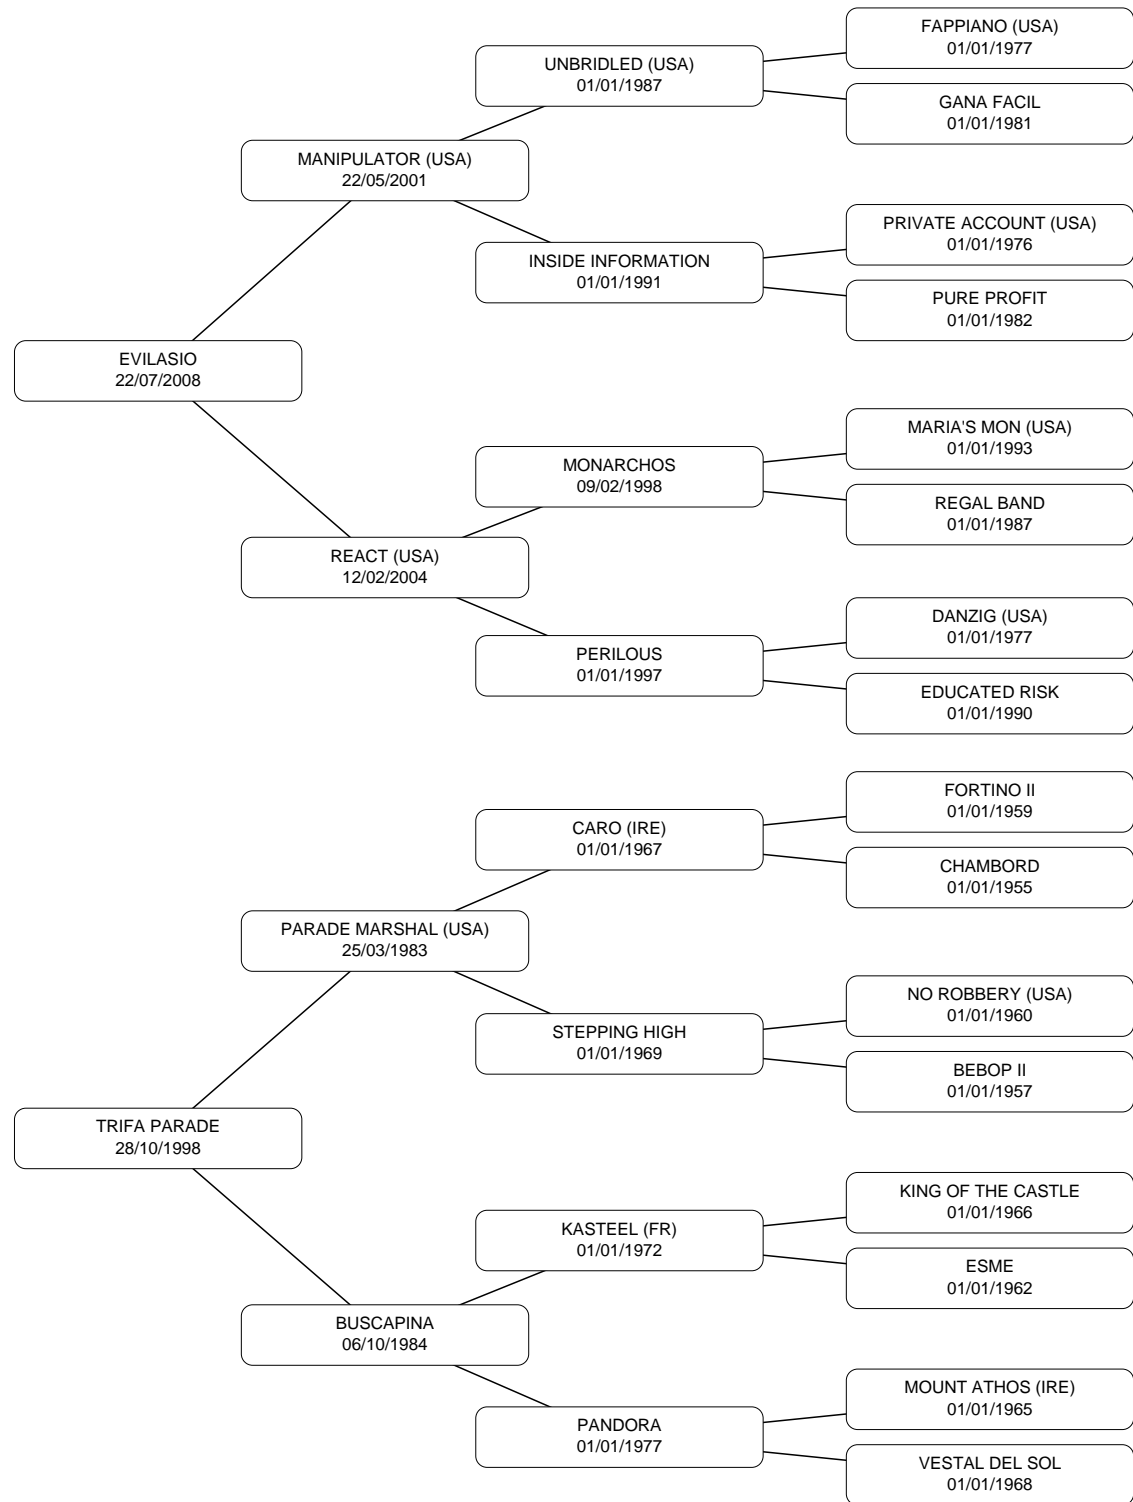 FAPPIANO (USA)
01/01/1977
UNBRIDLED (USA)
01/01/1987
GANA FACIL
01/01/1981
MANIPULATOR (USA)
22/05/2001
PRIVATE ACCOUNT (USA)
01/01/1976
INSIDE INFORMATION
01/01/1991
PURE PROFIT
01/01/1982
EVILASIO
22/07/2008
MARIA'S MON (USA)
01/01/1993
MONARCHOS
09/02/1998
REGAL BAND
01/01/1987
REACT (USA)
12/02/2004
DANZIG (USA)
01/01/1977
PERILOUS
01/01/1997
EDUCATED RISK
01/01/1990
FORTINO II
01/01/1959
CARO (IRE)
01/01/1967
CHAMBORD
01/01/1955
PARADE MARSHAL (USA)
25/03/1983
NO ROBBERY (USA)
01/01/1960
STEPPING HIGH
01/01/1969
BEBOP II
01/01/1957
TRIFA PARADE
28/10/1998
KING OF THE CASTLE
01/01/1966
KASTEEL (FR)
01/01/1972
ESME
01/01/1962
BUSCAPINA
06/10/1984
MOUNT ATHOS (IRE)
01/01/1965
PANDORA
01/01/1977
VESTAL DEL SOL
01/01/1968